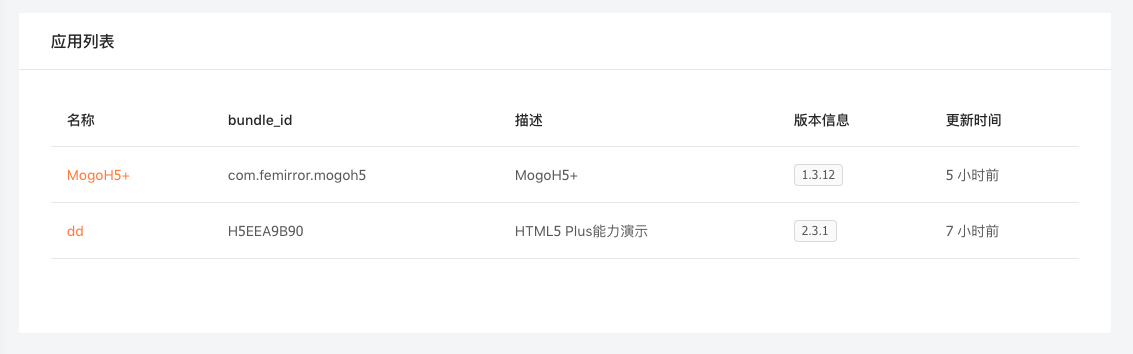 应用列表
名称 bundle_id 描述 版本信息 更新时间
MogoH5+ com.femirror.mogoh5 MogoH5+ 1.3.12 5 小时前
dd H5EEA9B90 HTML5 Plus能力演示 2.3.1 7 小时前